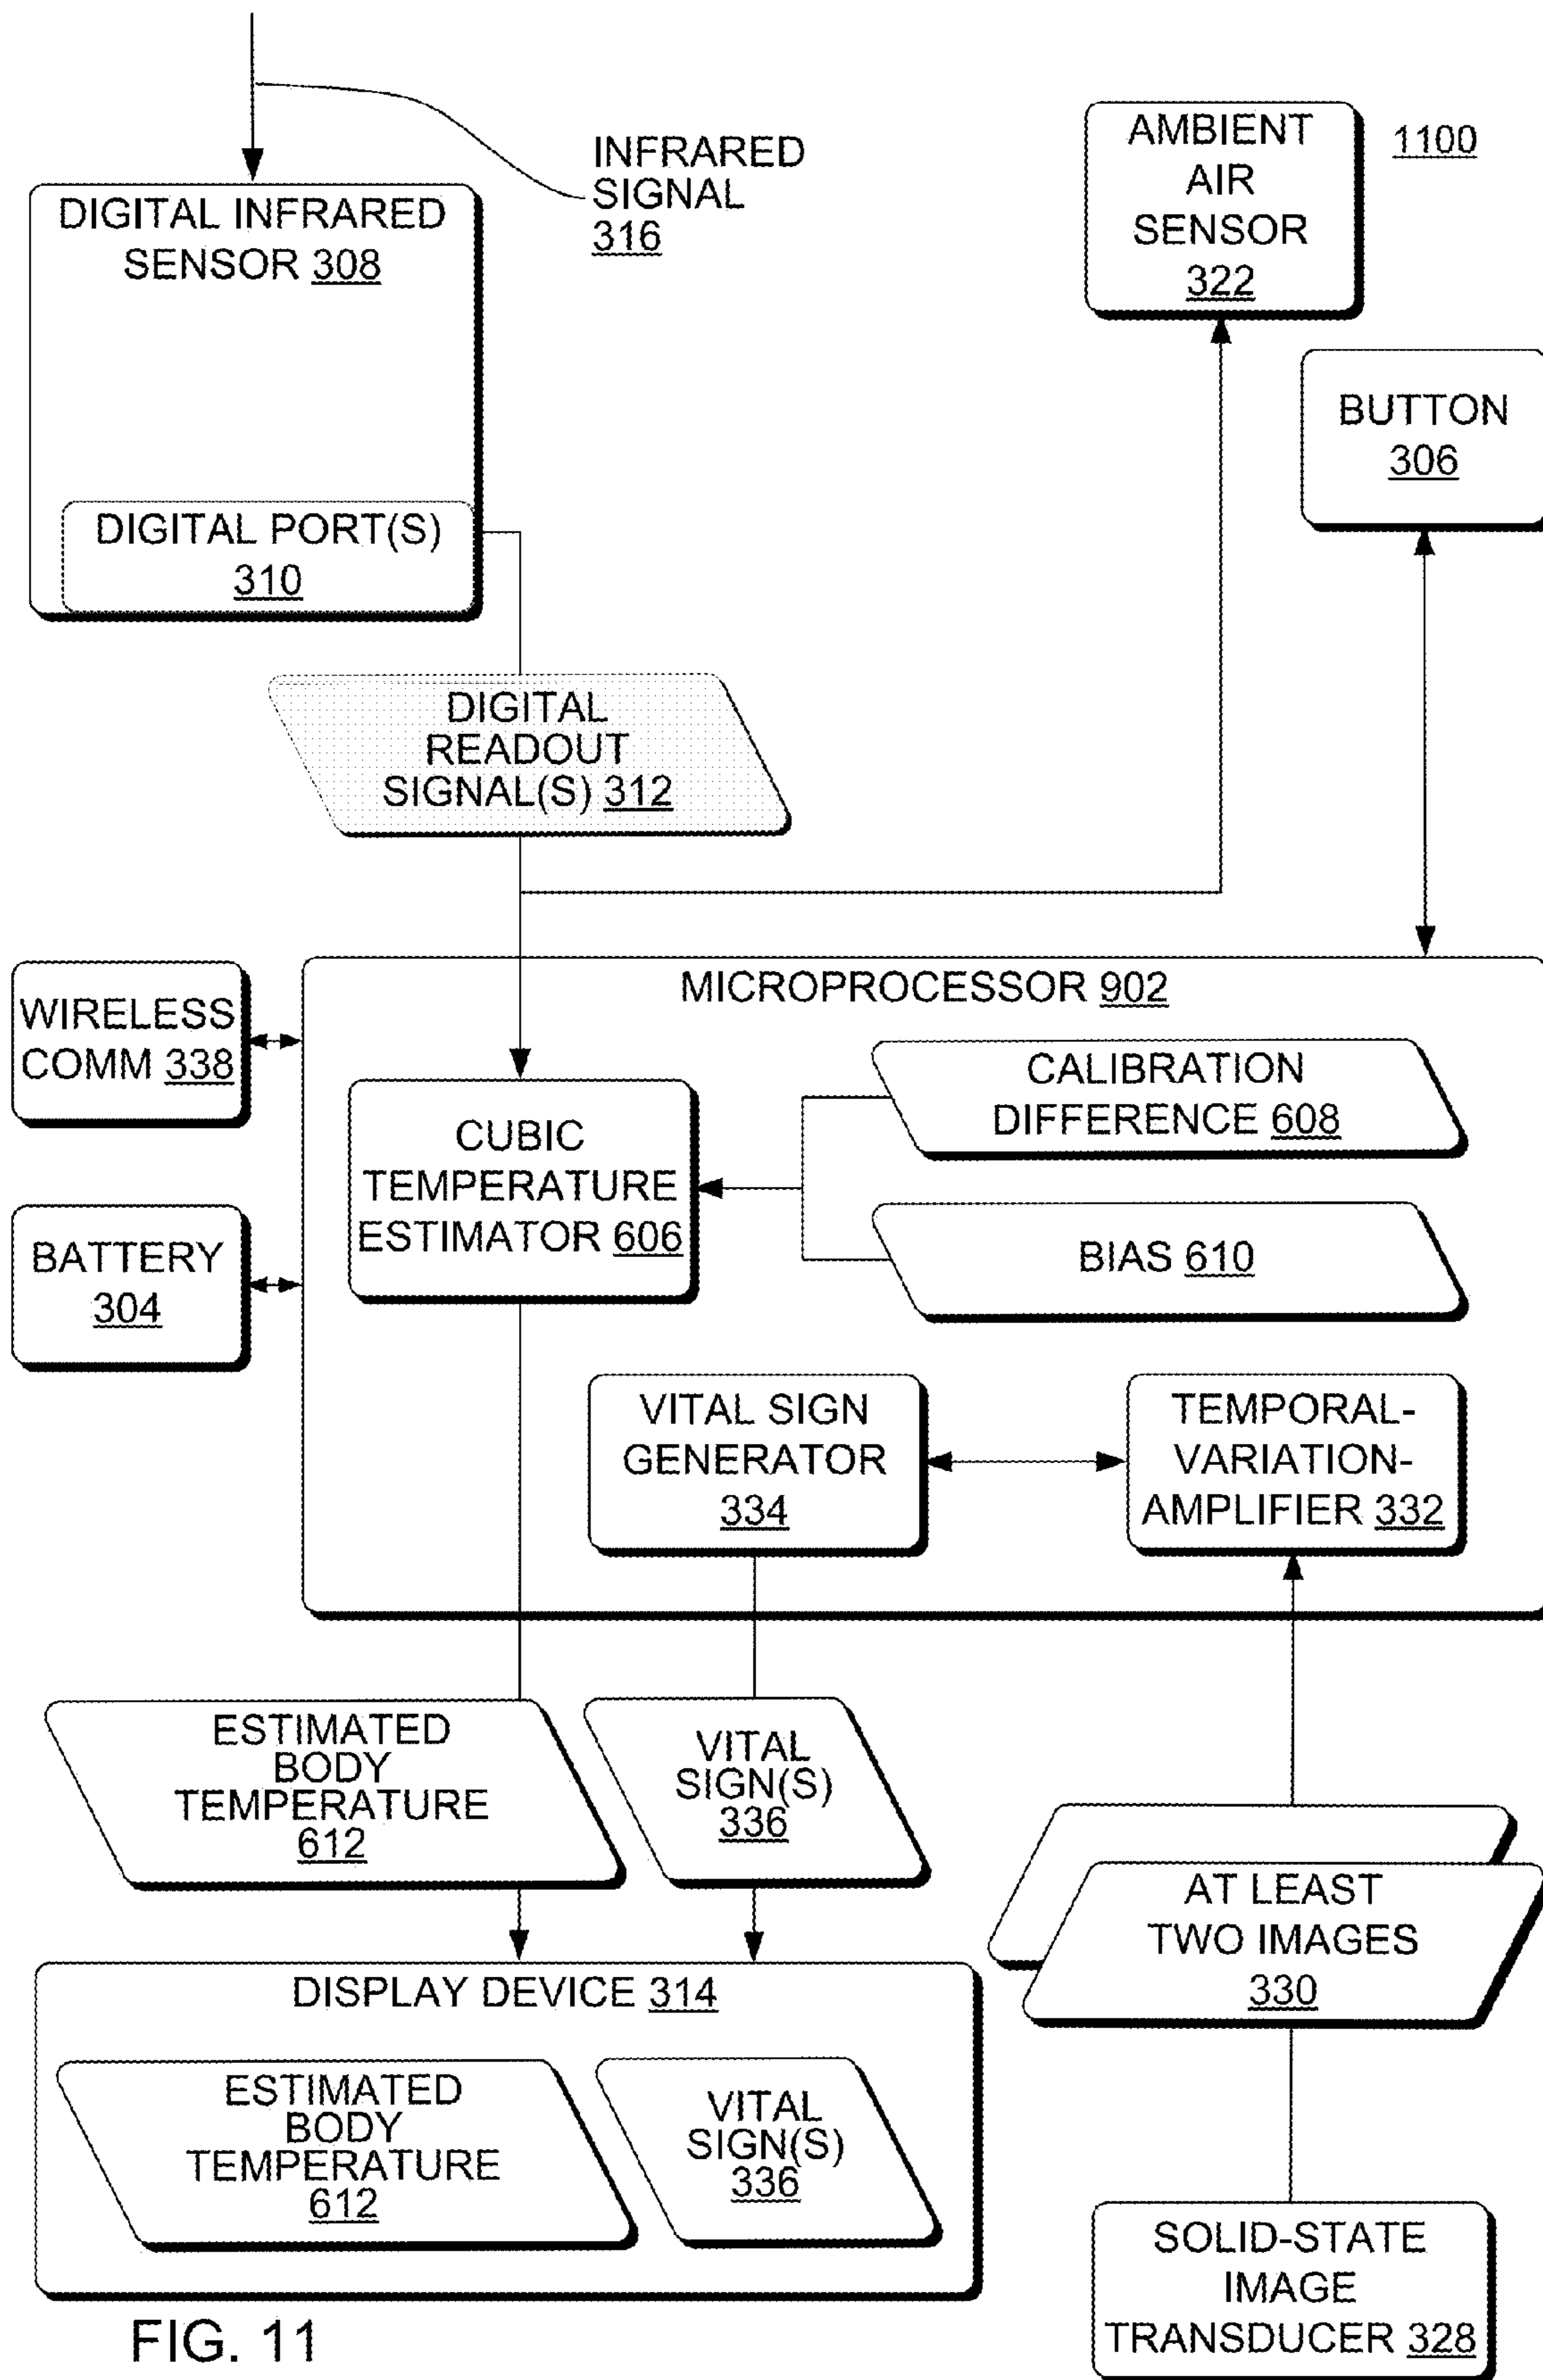 INFRARED
SIGNAL
316
DIGITAL INFRARED
SENSOR 308
DIGITAL PORT(S)
310
AMBIENT
AIR
SENSOR
322
1100
BUTTON
306
DIGITAL
READOUT
SIGNAL(S) 312
MICROPROCESSOR 902
WIRELESS
COMM 338
BATTERY
304
CUBIC
TEMPERATURE
ESTIMATOR 606
CALIBRATION
DIFFERENCE 608
BIAS 610
VITAL SIGN
GENERATOR
334
TEMPORAL-
VARIATION-
AMPLIFIER 332
ESTIMATED
BODY
TEMPERATURE
612
VITAL
SIGN(S)
336
AT LEAST
TWO IMAGES
330
DISPLAY DEVICE 314
ESTIMATED
BODY
TEMPERATURE
612
VITAL
SIGN(S)
336
SOLID-STATE
IMAGE
TRANSDUCER 328
FIG. 11